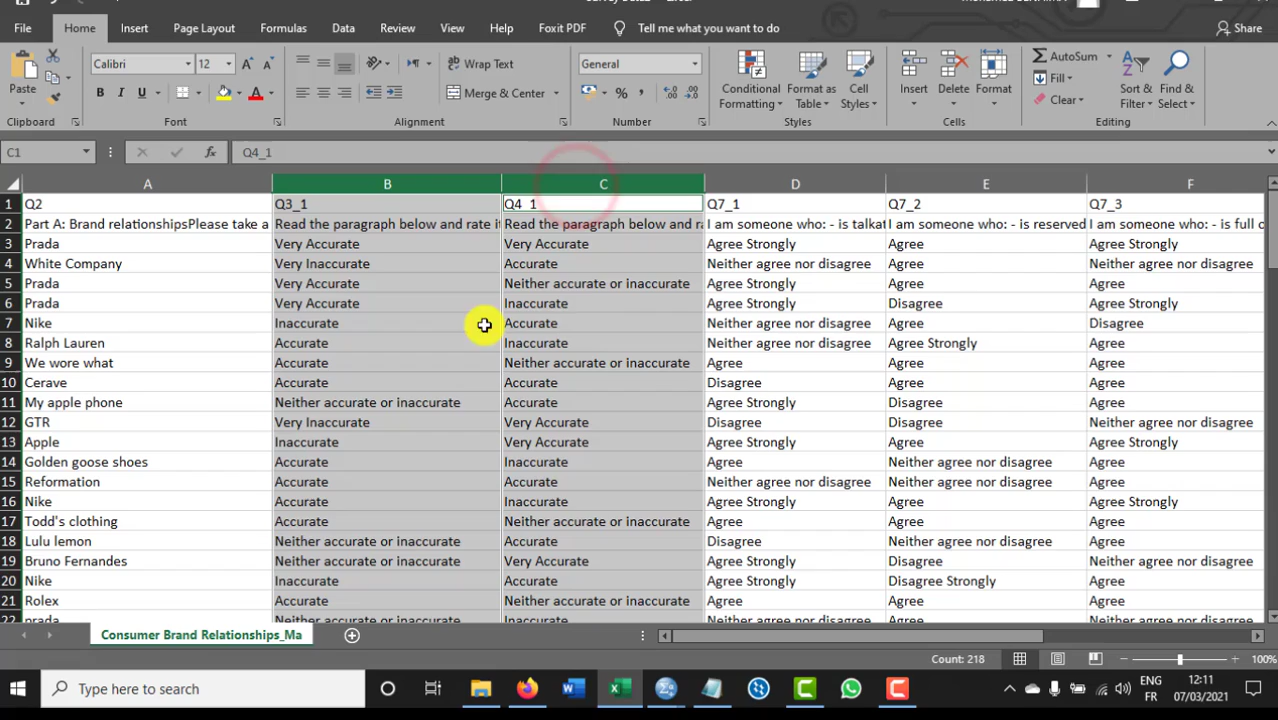 File Home Insert Page Layout Formulas Data Review View Help Foxit PDF Tell me what you want to do Share
Paste Calibri 12 A A Wrap Text General Conditional Format as Cell Insert Delete Format AutoSum Sort & Find &
B I U A Merge & Center % Formatting Table Styles Fill Clear Filter Select
Clipboard Font Alignment Number Styles Cells Editing
C1 fx Q4_1
A B C D E F
1 Q2 Q3_1 Q4_1 Q7_1 Q7_2 Q7_3
2 Part A: Brand relationshipsPlease take a Read the paragraph below and rate it Read the paragraph below and ra I am someone who: - is talkat I am someone who: - is reserved I am someone who: - is full o
3 Prada Very Accurate Very Accurate Agree Strongly Agree Agree Strongly
4 White Company Very Inaccurate Accurate Neither agree nor disagree Agree Neither agree nor disagree
5 Prada Very Accurate Neither accurate or inaccurate Agree Strongly Agree Agree
6 Prada Very Accurate Inaccurate Agree Strongly Disagree Agree Strongly
7 Nike Inaccurate Accurate Neither agree nor disagree Agree Disagree
8 Ralph Lauren Accurate Inaccurate Neither agree nor disagree Agree Strongly Agree
9 We wore what Accurate Neither accurate or inaccurate Agree Agree Agree
10 Cerave Accurate Accurate Disagree Agree Agree
11 My apple phone Neither accurate or inaccurate Accurate Agree Strongly Disagree Agree
12 GTR Very Inaccurate Very Accurate Disagree Disagree Neither agree nor disagree
13 Apple Inaccurate Very Accurate Agree Strongly Agree Agree Strongly
14 Golden goose shoes Accurate Inaccurate Agree Neither agree nor disagree Agree
15 Reformation Accurate Accurate Neither agree nor disagree Neither agree nor disagree Agree
16 Nike Accurate Inaccurate Agree Strongly Agree Agree Strongly
17 Todd's clothing Accurate Neither accurate or inaccurate Agree Agree Agree
18 Lulu lemon Neither accurate or inaccurate Accurate Disagree Neither agree nor disagree Agree
19 Bruno Fernandes Neither accurate or inaccurate Very Accurate Agree Disagree Neither agree nor disagree
20 Nike Inaccurate Accurate Agree Strongly Disagree Strongly Agree
21 Rolex Accurate Neither accurate or inaccurate Agree Agree Agree
22 prada Neither accurate or inaccurate Inaccurate Neither agree nor disagree Agree Agree
Consumer Brand Relationships_Ma
Count: 218 100%
Type here to search ENG 12:11
FR 07/03/2021